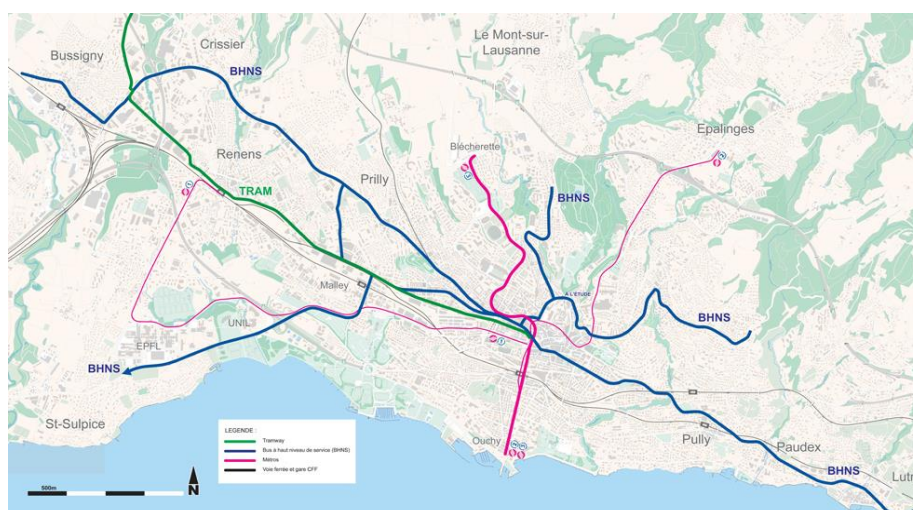 Le Mont-sur-
Lausanne
Crissier
Bussigny
BHNS
Epalinges
Blécherette
Renens
Prilly
TRAM
BHNS
A L'ETUDE
Malley
BHNS
UNIL
EPFL
BHNS
St-Sulpice
LEGENDE :
Tramway
Bus à haut niveau de service (BHNS)
Métros
Voie ferrée et gare CFF
Ouchy
Pully
Paudex
BHNS
Lutr
500m
N